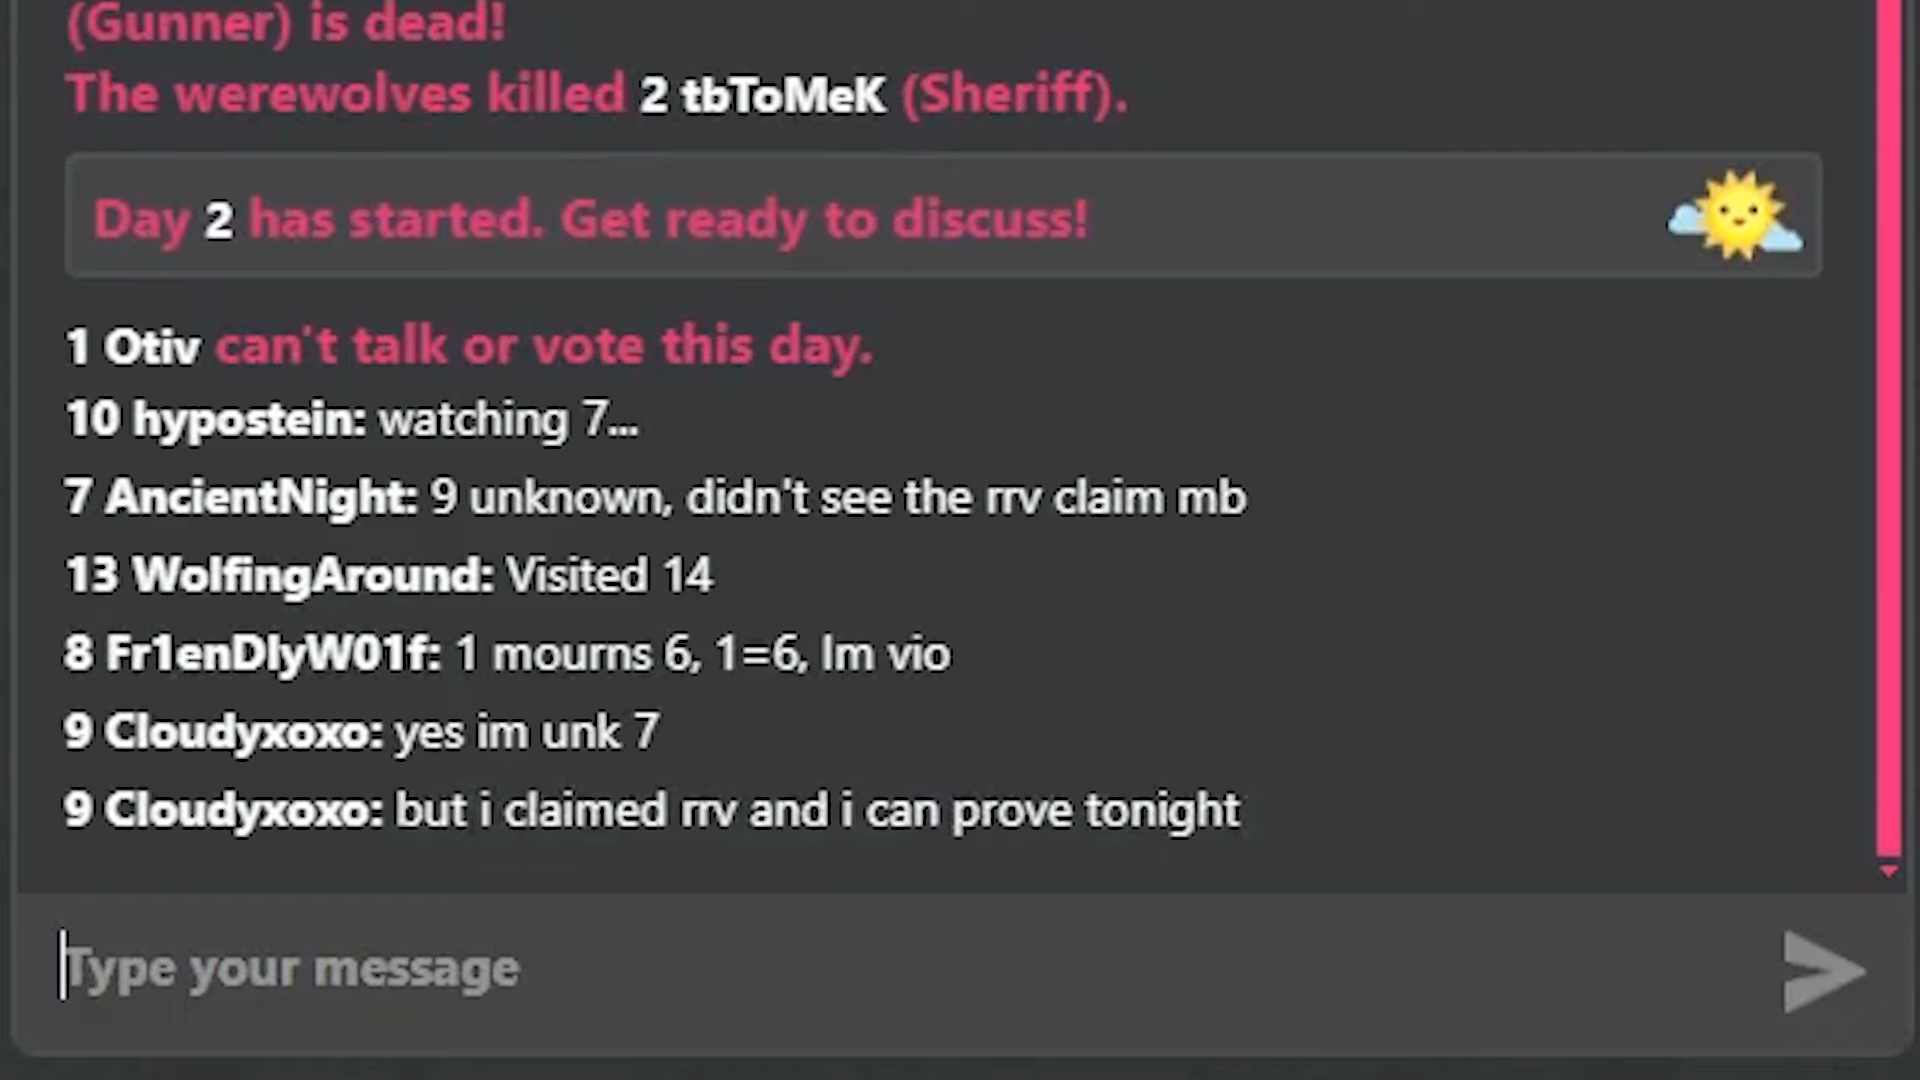 (Gunner) is dead!
The werewolves killed 2 tbToMeK (Sheriff).
Day 2 has started. Get ready to discuss!
1 Otiv can't talk or vote this day.
10 hypostein: watching 7...
7 AncientNight: 9 unknown, didn't see the rrv claim mb
13 WolfingAround: Visited 14
8 Fr1enDlyW01f: 1 mourns 6, 1=6, Im vio
9 Cloudyxoxo: yes im unk 7
9 Cloudyxoxo: but i claimed rrv and i can prove tonight
Type your message